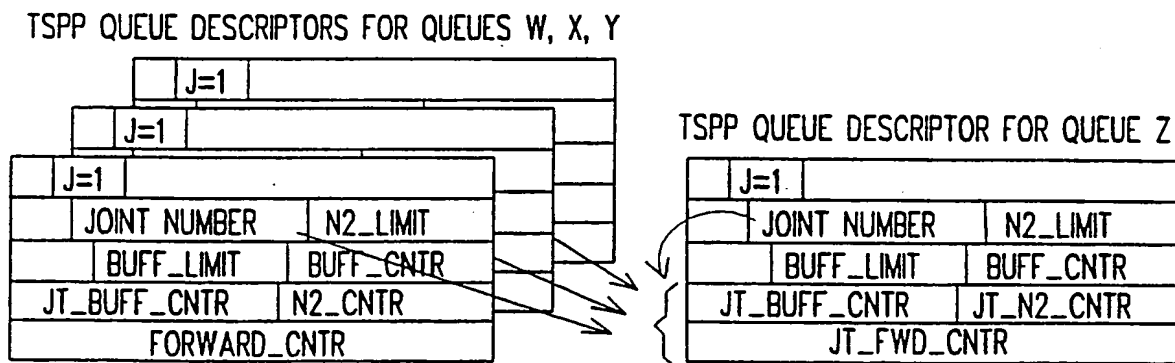 TSPP QUEUE DESCRIPTORS FOR QUEUES W, X, Y
J=1
J=1
J=1
JOINT NUMBER N2_LIMIT
BUFF_LIMIT BUFF_CNTR
JT_BUFF_CNTR N2_CNTR
FORWARD_CNTR
TSPP QUEUE DESCRIPTOR FOR QUEUE Z
J=1
JOINT NUMBER N2_LIMIT
BUFF_LIMIT BUFF_CNTR
JT_BUFF_CNTR JT_N2_CNTR
JT_FWD_CNTR